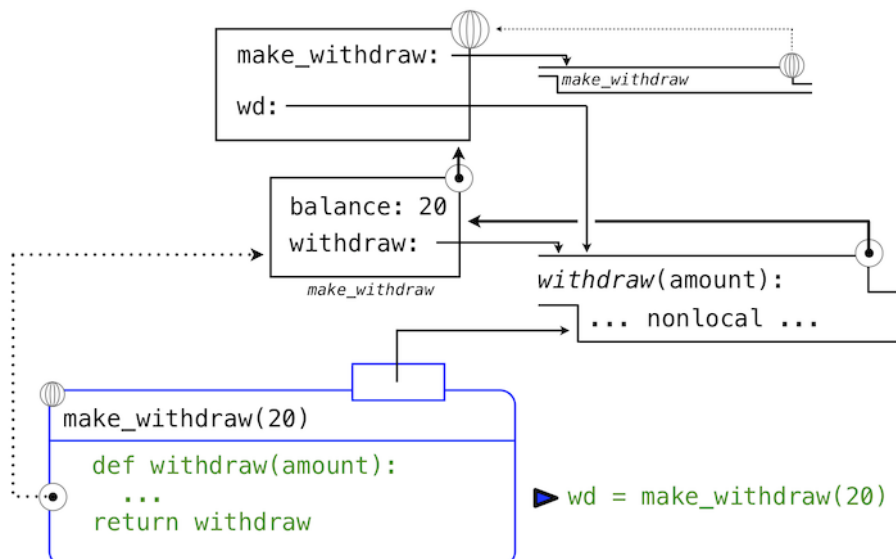 make_withdraw:
make_withdraw
wd:
balance: 20
withdraw:
make_withdraw
withdraw(amount):
... nonlocal ...
make_withdraw(20)
def withdraw(amount):
...
return withdraw
wd = make_withdraw(20)